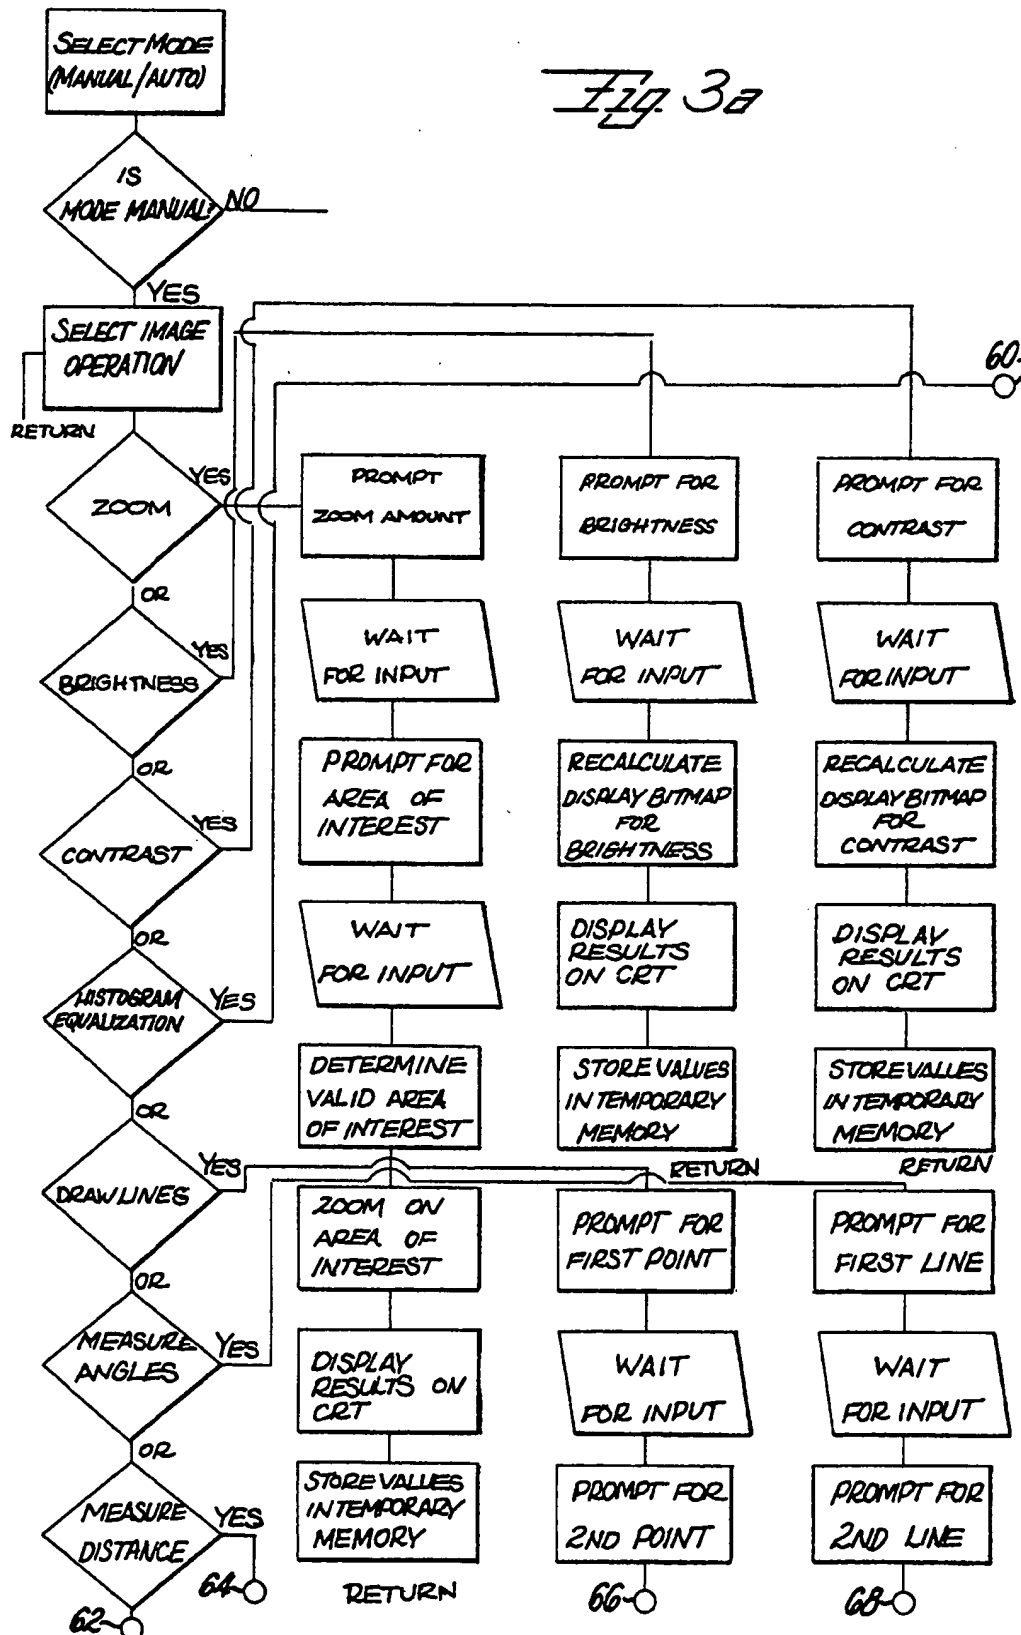 Fig. 3a
SELECT MODE
(MANUAL/AUTO)
IS
MODE MANUAL?
NO
YES
SELECT IMAGE
OPERATION
RETURN
60
ZOOM
YES
OR
BRIGHTNESS
YES
OR
CONTRAST
YES
OR
HISTOGRAM
EQUALIZATION
YES
OR
DRAW LINES
YES
OR
MEASURE
ANGLES
YES
OR
MEASURE
DISTANCE
YES
62
64
PROMPT
ZOOM AMOUNT
WAIT
FOR INPUT
PROMPT FOR
AREA OF
INTEREST
WAIT
FOR INPUT
DETERMINE
VALID AREA
OF INTEREST
ZOOM ON
AREA OF
INTEREST
DISPLAY
RESULTS ON
CRT
STORE VALUES
IN TEMPORARY
MEMORY
RETURN
PROMPT FOR
BRIGHTNESS
WAIT
FOR INPUT
RECALCULATE
DISPLAY BITMAP
FOR
BRIGHTNESS
DISPLAY
RESULTS
ON CRT
STORE VALUES
IN TEMPORARY
MEMORY
RETURN
PROMPT FOR
FIRST POINT
WAIT
FOR INPUT
PROMPT FOR
2ND POINT
66
PROMPT FOR
CONTRAST
WAIT
FOR INPUT
RECALCULATE
DISPLAY BITMAP
FOR
CONTRAST
DISPLAY
RESULTS
ON CRT
STORE VALUES
IN TEMPORARY
MEMORY
RETURN
PROMPT FOR
FIRST LINE
WAIT
FOR INPUT
PROMPT FOR
2ND LINE
68